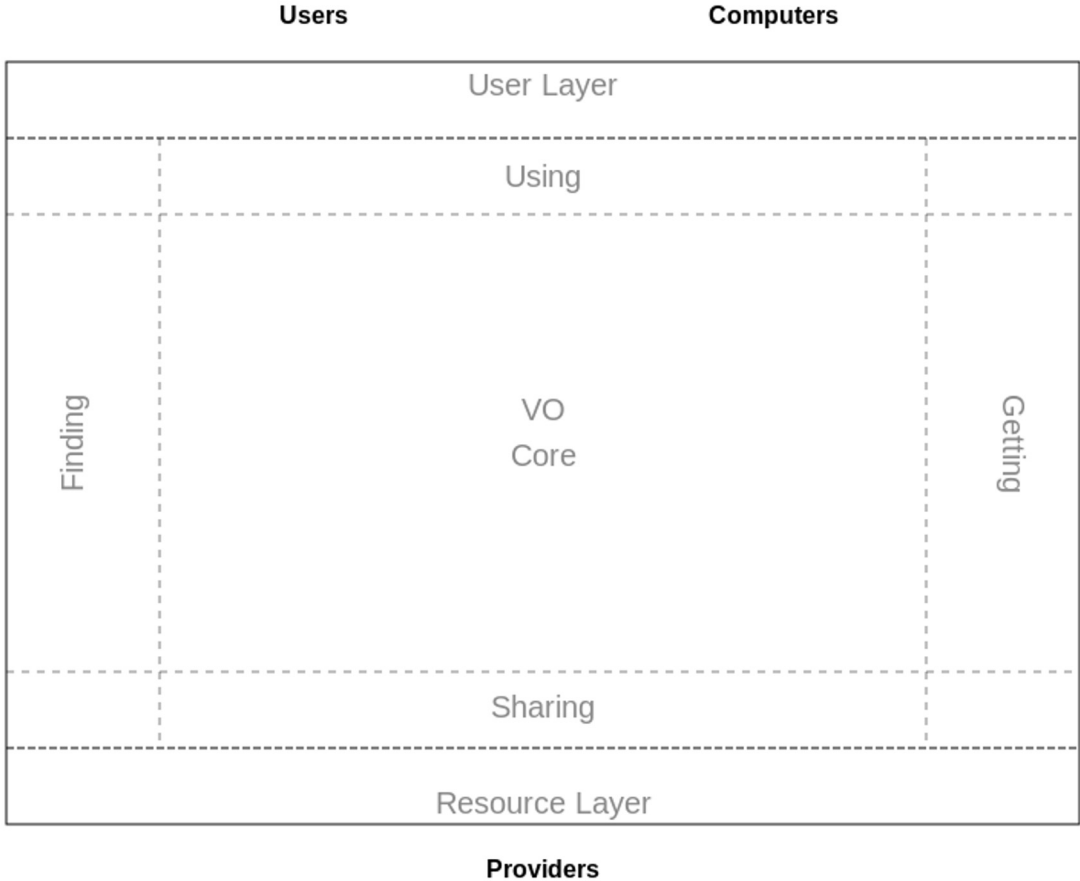 Users
Computers
User Layer
Using
Finding
VO
Core
Getting
Sharing
Resource Layer
Providers